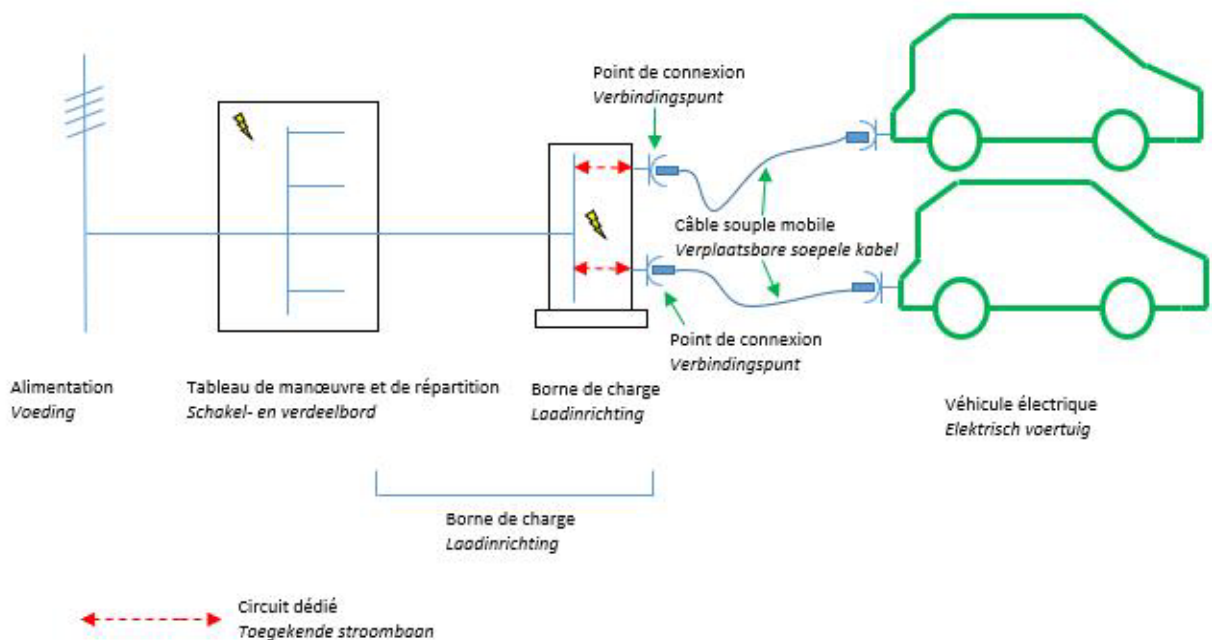 Point de connexion
Verbindingspunt
Câble souple mobile
Verplaatsbare soepele kabel
Point de connexion
Verbindingspunt
Alimentation
Voeding
Tableau de manœuvre et de répartition
Schakel- en verdeelbord
Borne de charge
Laadinrichting
Véhicule électrique
Elektrisch voertuig
Borne de charge
Laadinrichting
Circuit dédié
Toegekende stroombaan